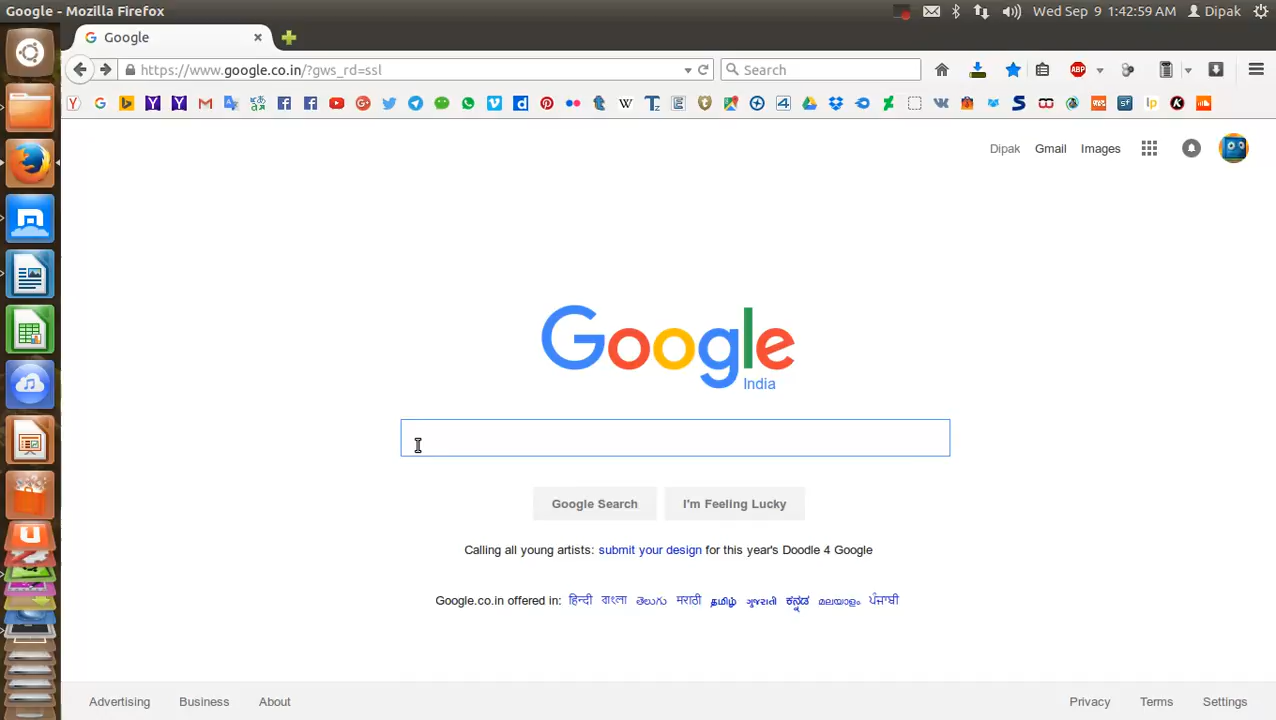 Google - Mozilla Firefox
Wed Sep 9 1:42:59 AM Dipak
Google
https://www.google.co.in/?gws_rd=ssl
Search
ABP
Dipak Gmail Images
Google
India
Google Search I'm Feeling Lucky
Calling all young artists: submit your design for this year's Doodle 4 Google
Google.co.in offered in: हिन्दी বাংলা తెలుగు मराठी தமிழ் ગુજરાતી ಕನ್ನಡ മലയാളം ਪੰਜਾਬੀ
Advertising Business About
Privacy Terms Settings